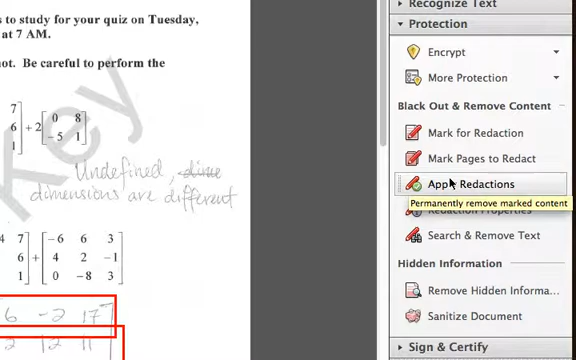 Recognize Text
s to study for your quiz on Tuesday,
at 7 AM.
Protection
not. Be careful to perform the
Encrypt
More Protection
Black Out & Remove Content
7
6
1
+ 2
0 8
-5 1
Mark for Redaction
Mark Pages to Redact
Undefined, dime
dimensions are different
Apply Redactions
Permanently remove marked content
Redaction Properties
Search & Remove Text
4 7
6
1
+
-6 6 3
4 2 -1
0 -8 3
Hidden Information
Remove Hidden Informa...
Sanitize Document
6 -2 17
2 12 11
Sign & Certify
Key